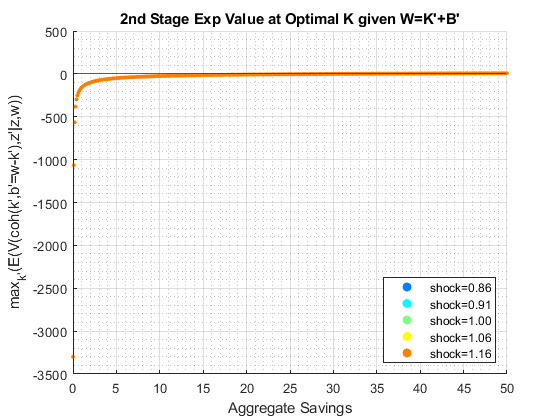 2nd Stage Exp Value at Optimal K given W=K'+B'
500
0
-500
-1000
-1500
-2000
-2500
-3000
-3500
max_k'(E(V(coh(k',b'=w-k'),z'|z,w))
shock=0.86
shock=0.91
shock=1.00
shock=1.06
shock=1.16
0 5 10 15 20 25 30 35 40 45 50
Aggregate Savings